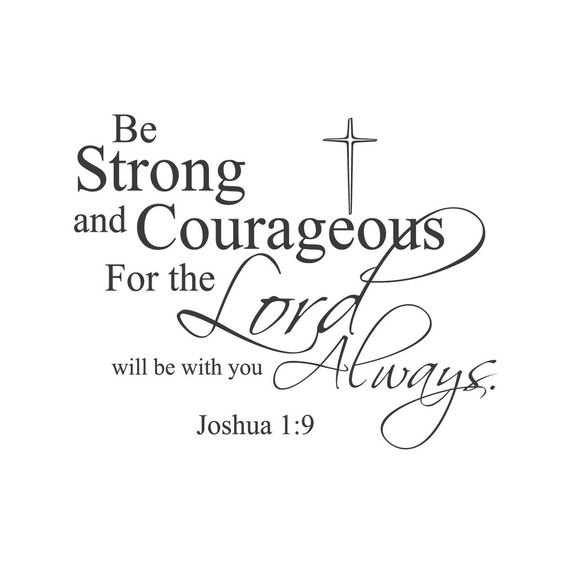 Be
Strong
and Courageous
For the Lord
will be with you Always.
Joshua 1:9